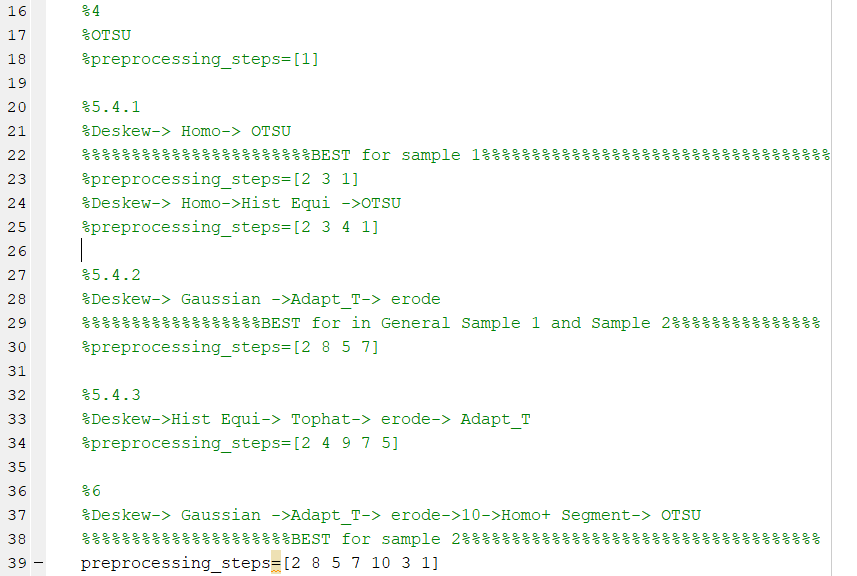 16 %4
17 %OTSU
18 %preprocessing_steps=[1]
19
20 %5.4.1
21 %Deskew-> Homo-> OTSU
22 %%%%%%%%%%%%%%%%%%%%%%%BEST for sample 1%%%%%%%%%%%%%%%%%%%%%%%%%%%%%%%%%%%
23 %preprocessing_steps=[2 3 1]
24 %Deskew-> Homo->Hist Equi ->OTSU
25 %preprocessing_steps=[2 3 4 1]
26
27 %5.4.2
28 %Deskew-> Gaussian ->Adapt_T-> erode
29 %%%%%%%%%%%%%%%%%%BEST for in General Sample 1 and Sample 2%%%%%%%%%%%%%%%
30 %preprocessing_steps=[2 8 5 7]
31
32 %5.4.3
33 %Deskew->Hist Equi-> Tophat-> erode-> Adapt_T
34 %preprocessing_steps=[2 4 9 7 5]
35
36 %6
37 %Deskew-> Gaussian ->Adapt_T-> erode->10->Homo+ Segment-> OTSU
38 %%%%%%%%%%%%%%%%%%%%%BEST for sample 2%%%%%%%%%%%%%%%%%%%%%%%%%%%%%%%%%%%%
39 – preprocessing_steps=[2 8 5 7 10 3 1]